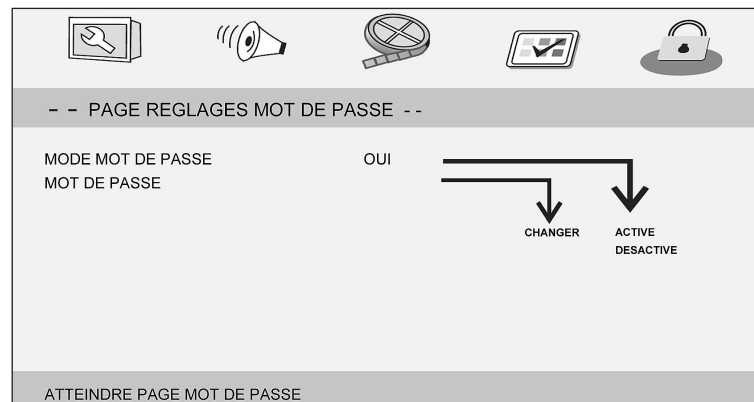 - - PAGE REGLAGES MOT DE PASSE - -
MODE MOT DE PASSE OUI
MOT DE PASSE
CHANGER ACTIVE
DESACTIVE
ATTEINDRE PAGE MOT DE PASSE